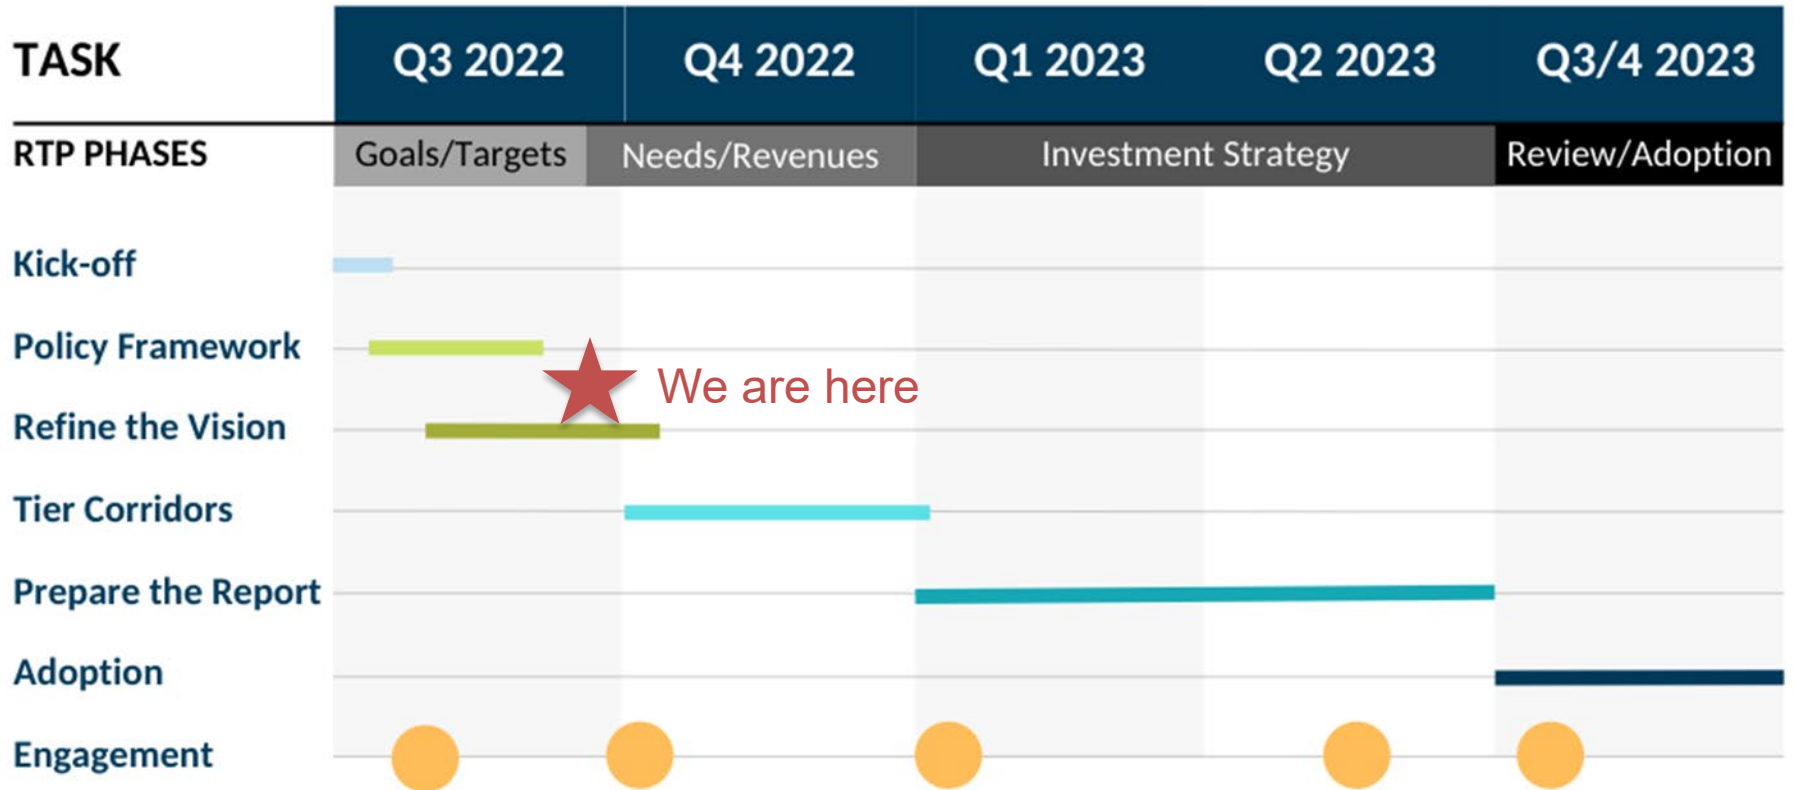 TASK Q3 2022 Q4 2022 Q1 2023 Q2 2023 Q3/4 2023
RTP PHASES Goals/Targets Needs/Revenues Investment Strategy Review/Adoption
Kick-off
Policy Framework
We are here
Refine the Vision
Tier Corridors
Prepare the Report
Adoption
Engagement